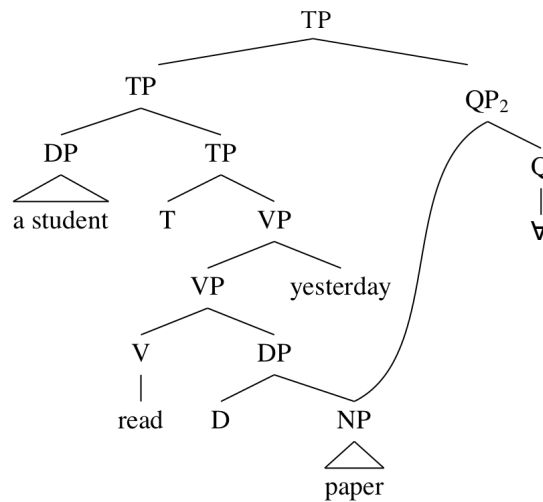 TP
TP QP₂
DP TP Q
a student T VP ∀
VP yesterday
V DP
read D NP
paper